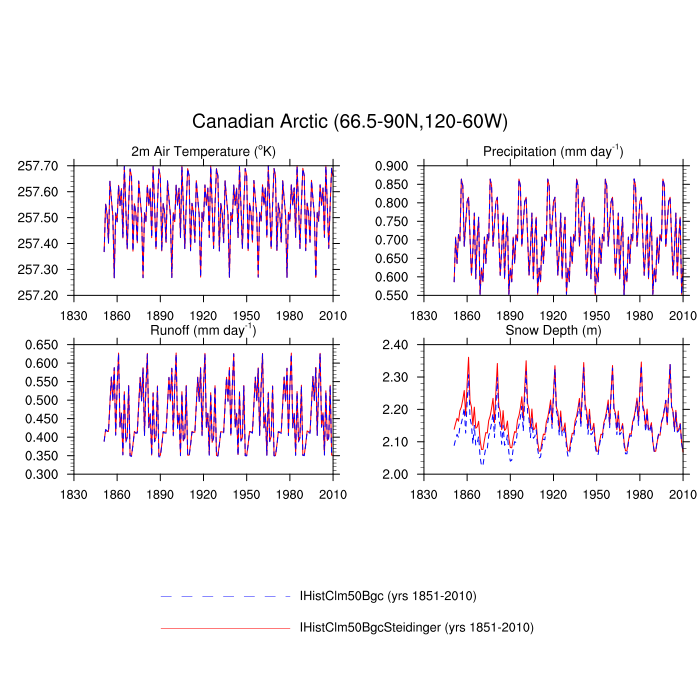 Canadian Arctic (66.5-90N,120-60W)
2m Air Temperature (°K)
257.70
257.60
257.50
257.40
257.30
257.20
1830 1860 1890 1920 1950 1980 2010
Precipitation (mm day-1)
0.900
0.850
0.800
0.750
0.700
0.650
0.600
0.550
1830 1860 1890 1920 1950 1980 2010
Runoff (mm day-1)
0.650
0.600
0.550
0.500
0.450
0.400
0.350
0.300
1830 1860 1890 1920 1950 1980 2010
Snow Depth (m)
2.40
2.30
2.20
2.10
2.00
1830 1860 1890 1920 1950 1980 2010
IHistClm50Bgc (yrs 1851-2010)
IHistClm50BgcSteidinger (yrs 1851-2010)